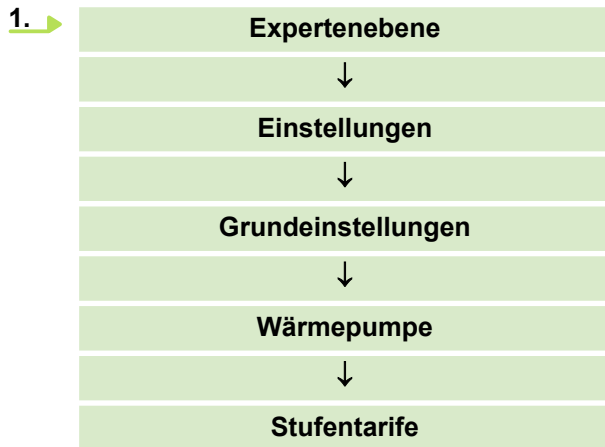 1.
Expertenebene
↓
Einstellungen
↓
Grundeinstellungen
↓
Wärmepumpe
↓
Stufentarife